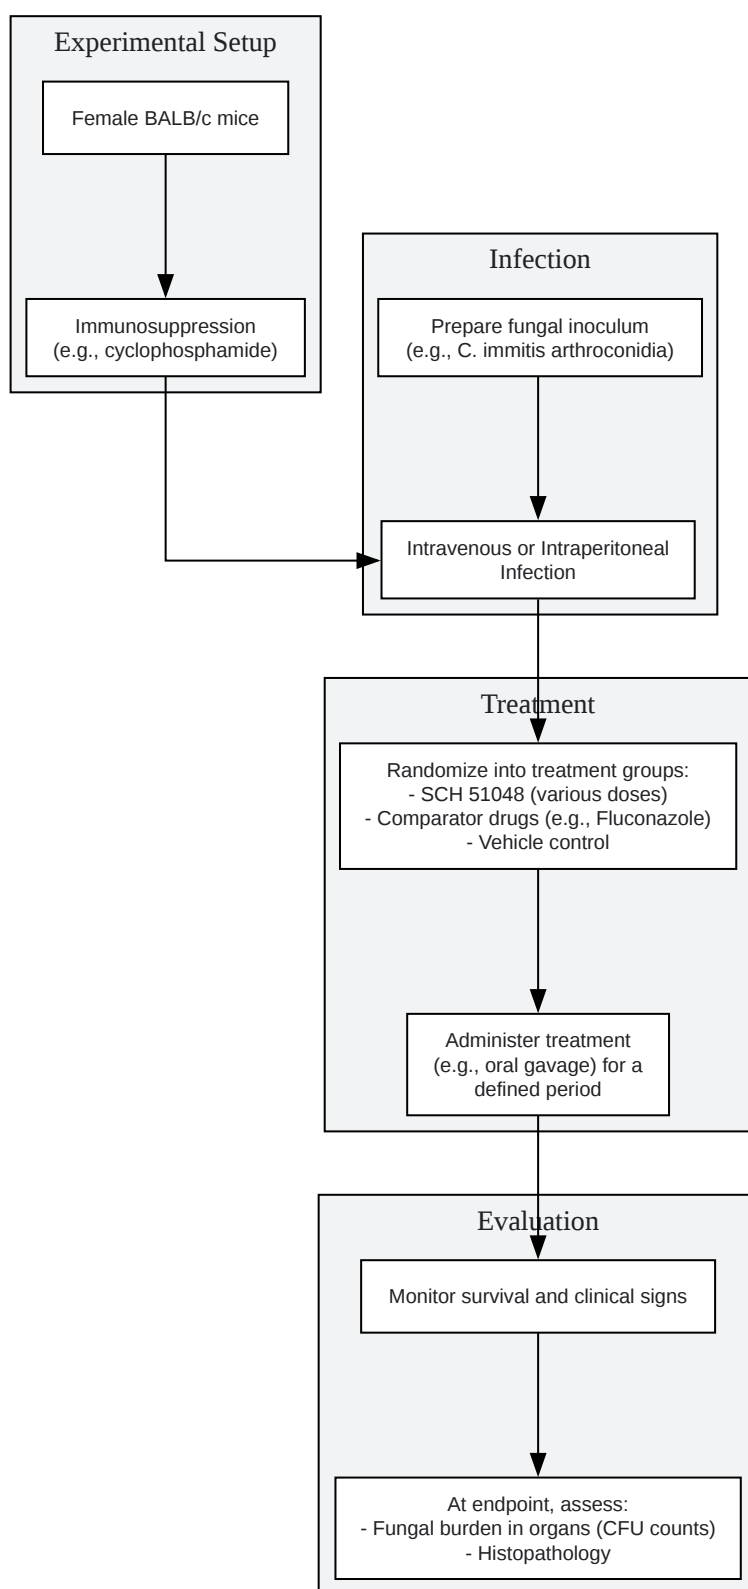 Experimental Setup
Female BALB/c mice
Immunosuppression
(e.g., cyclophosphamide)
Infection
Prepare fungal inoculum
(e.g., C. immitis arthroconidia)
Intravenous or Intraperitoneal
Infection
Treatment
Randomize into treatment groups:
- SCH 51048 (various doses)
- Comparator drugs (e.g., Fluconazole)
- Vehicle control
Administer treatment
(e.g., oral gavage) for a
defined period
Evaluation
Monitor survival and clinical signs
At endpoint, assess:
- Fungal burden in organs (CFU counts)
- Histopathology